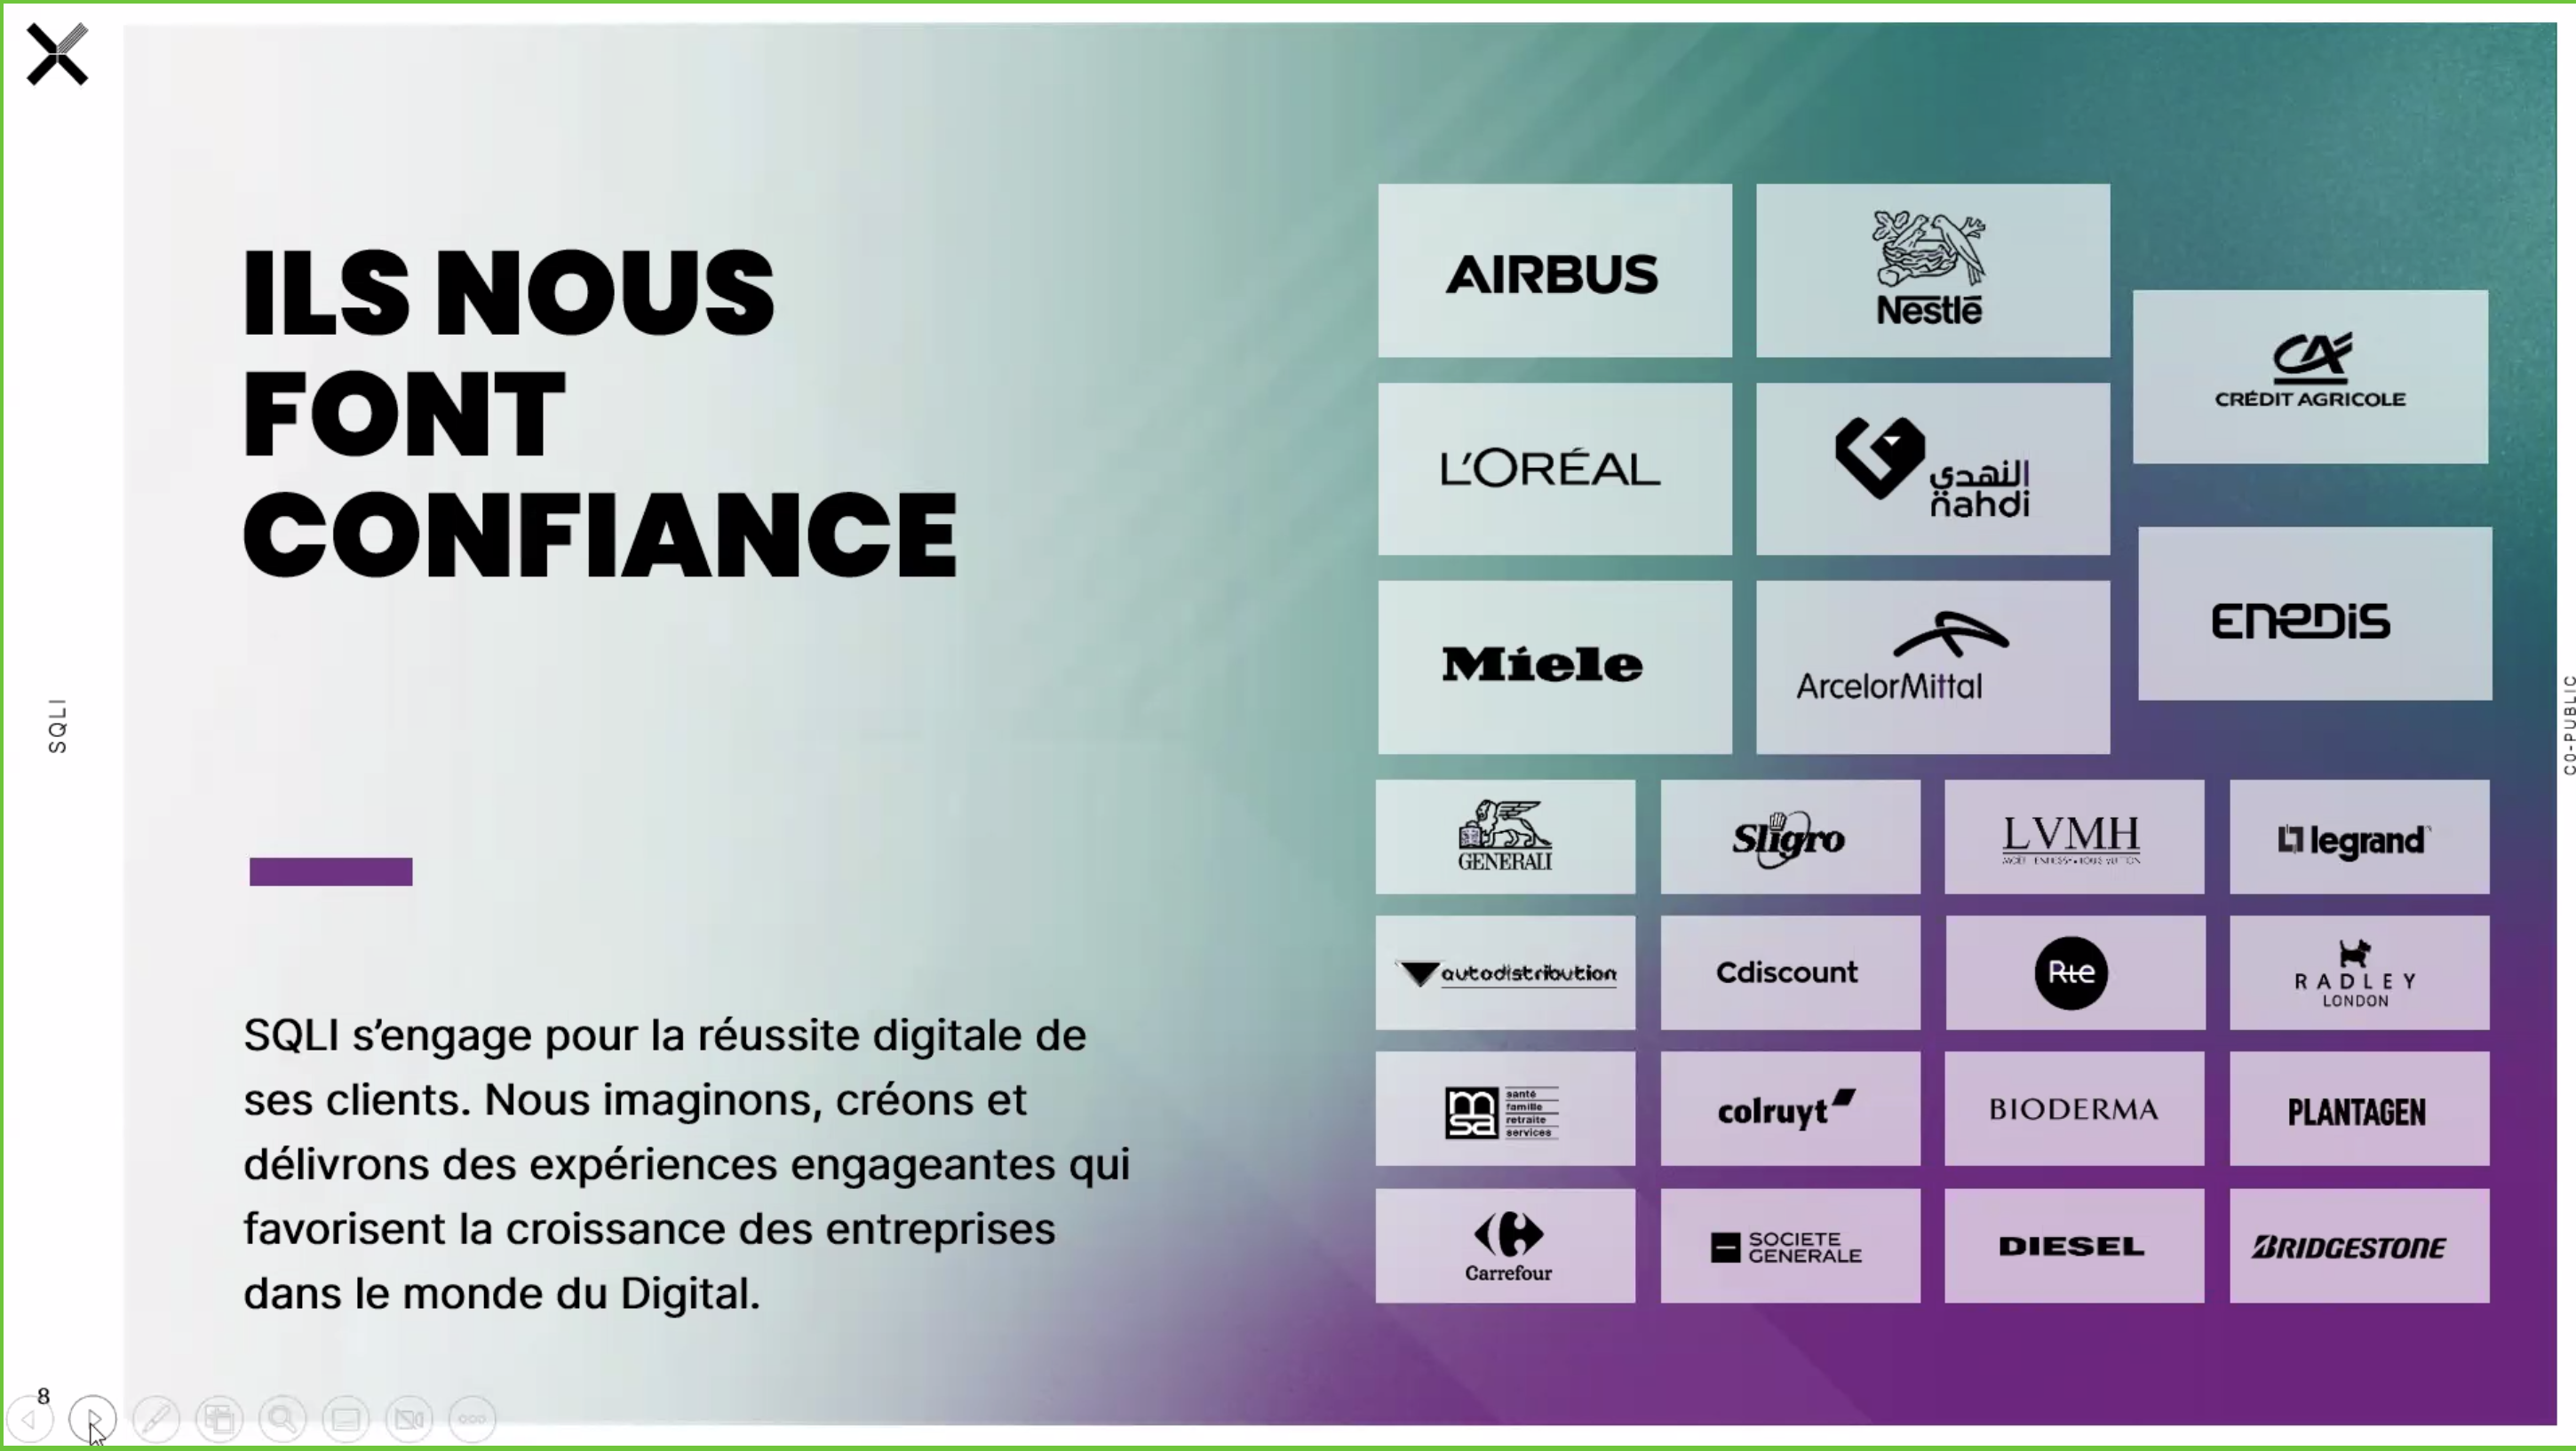 ILS NOUS
FONT
CONFIANCE
SQLI s’engage pour la réussite digitale de
ses clients. Nous imaginons, créons et
délivrons des expériences engageantes qui
favorisent la croissance des entreprises
dans le monde du Digital.
AIRBUS
Nestlé
CRÉDIT AGRICOLE
L'ORÉAL
النهدي
nahdi
Miele
ArcelorMittal
ENEDIS
GENERALI
Sligro
LVMH
legrand
autodistribution
Cdiscount
Rte
RADLEY
LONDON
msa
santé
famille
retraite
services
colruyt
BIODERMA
PLANTAGEN
Carrefour
SOCIETE
GENERALE
DIESEL
BRIDGESTONE
SQLI
C0-PUBLIC
8